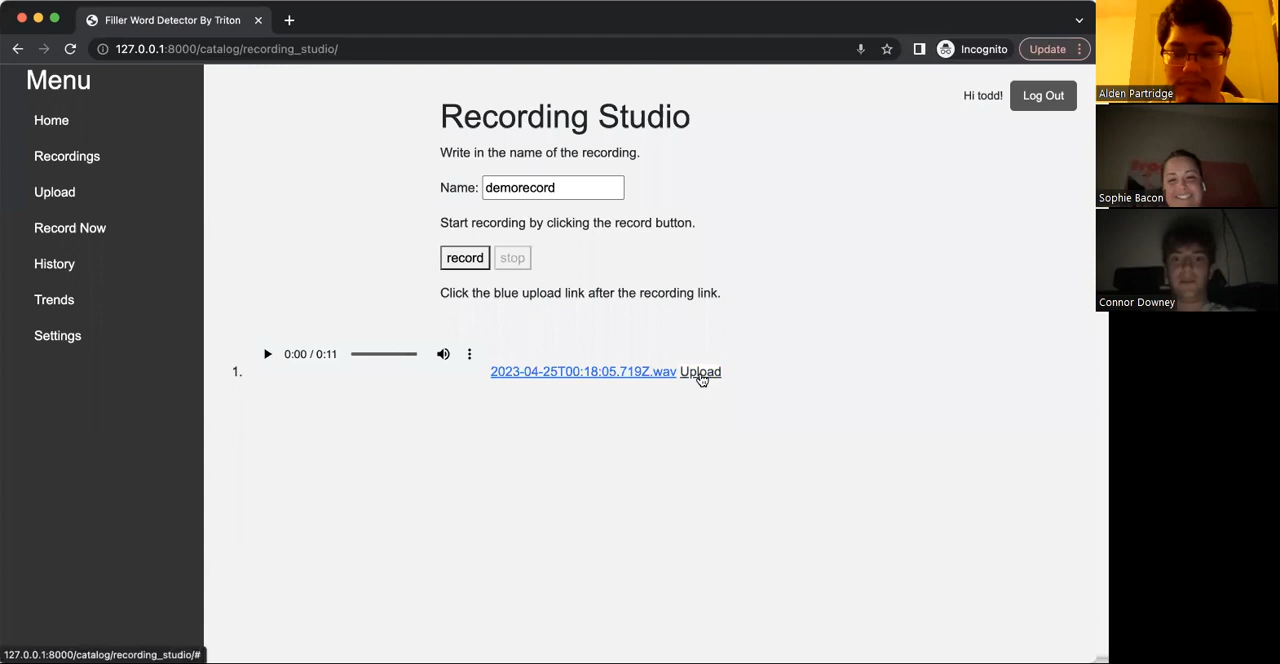 Filler Word Detector By Triton
127.0.0.1:8000/catalog/recording_studio/
Incognito
Update
Menu
Home
Recordings
Upload
Record Now
History
Trends
Settings
Hi todd!
Log Out
Recording Studio
Write in the name of the recording.
Name: demorecord
Start recording by clicking the record button.
record stop
Click the blue upload link after the recording link.
0:00 / 0:11
1. 2023-04-25T00:18:05.719Z.wav Upload
127.0.0.1:8000/catalog/recording_studio/#
Alden Partridge
Sophie Bacon
Connor Downey